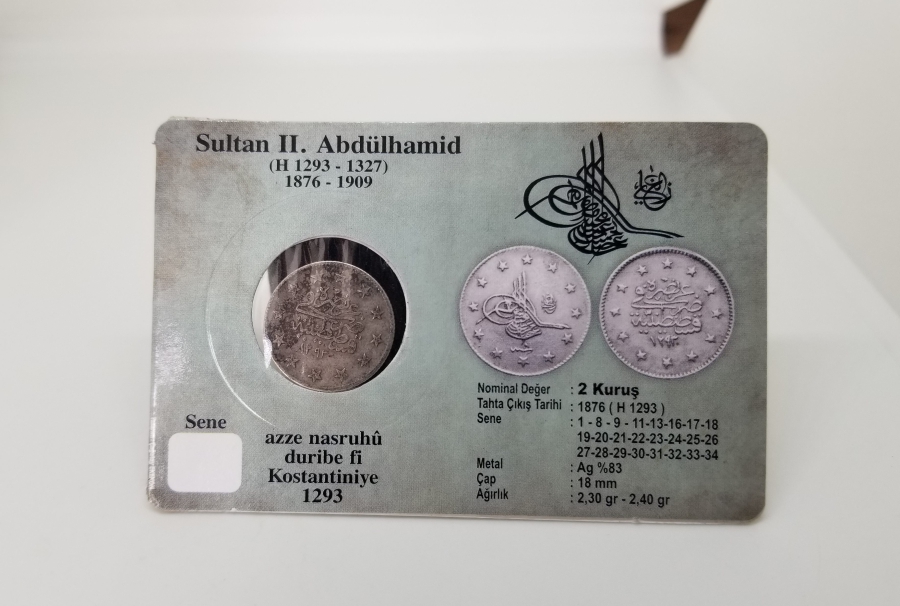 Sultan II. Abdülhamid
(H 1293 - 1327)
1876 - 1909
Sene
azze nasruhû
duribe fi
Kostantiniye
1293
Nominal Değer : 2 Kuruş
Tahta Çıkış Tarihi : 1876 ( H 1293 )
Sene : 1 - 8 - 9 - 11-13-16-17-18
19-20-21-22-23-24-25-26
27-28-29-30-31-32-33-34
Metal : Ag %83
Çap : 18 mm
Ağırlık : 2,30 gr - 2,40 gr
١٢٩٣